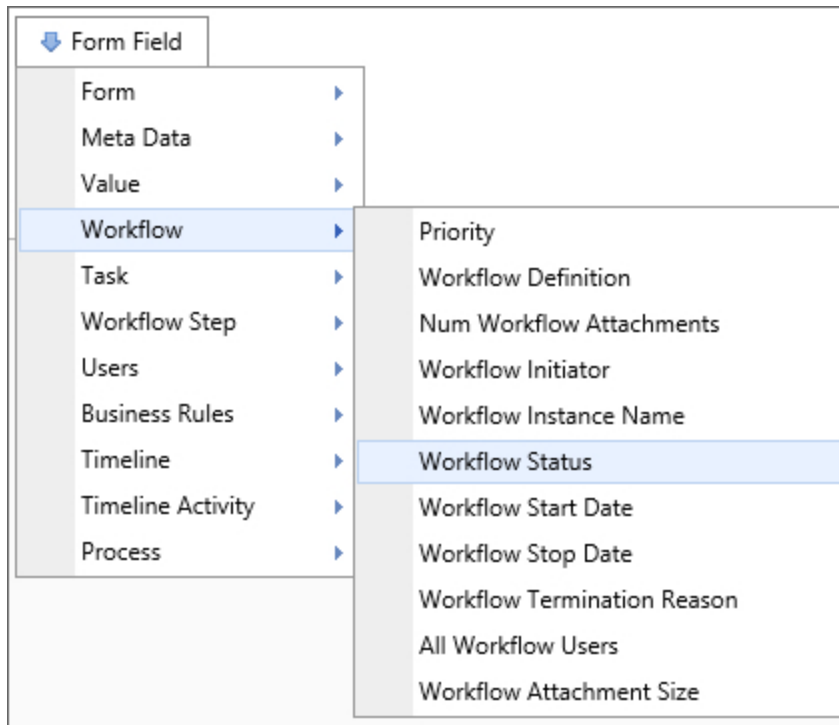 Form Field
Form
Meta Data
Value
Workflow
Task
Workflow Step
Users
Business Rules
Timeline
Timeline Activity
Process
Priority
Workflow Definition
Num Workflow Attachments
Workflow Initiator
Workflow Instance Name
Workflow Status
Workflow Start Date
Workflow Stop Date
Workflow Termination Reason
All Workflow Users
Workflow Attachment Size